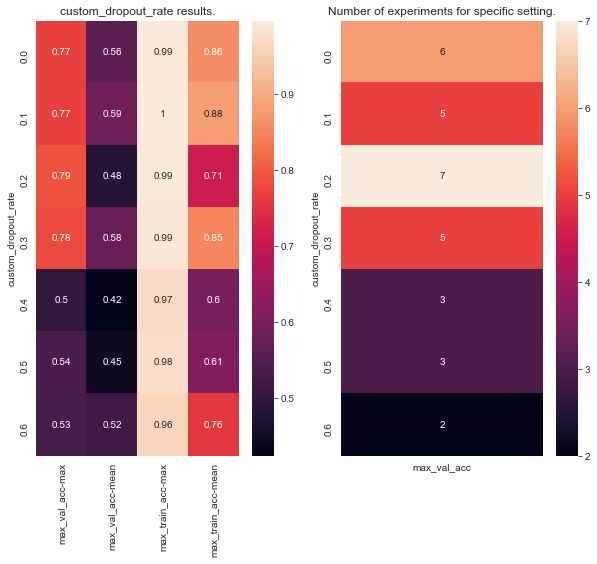 custom_dropout_rate results.
custom_dropout_rate
0.0 0.77 0.56 0.99 0.86
0.1 0.77 0.59 1 0.88
0.2 0.79 0.48 0.99 0.71
0.3 0.78 0.58 0.99 0.85
0.4 0.5 0.42 0.97 0.6
0.5 0.54 0.45 0.98 0.61
0.6 0.53 0.52 0.96 0.76
max_val_acc-max
max_val_acc-mean
max_train_acc-max
max_train_acc-mean
0.9
0.8
0.7
0.6
0.5
Number of experiments for specific setting.
custom_dropout_rate
0.0 6
0.1 5
0.2 7
0.3 5
0.4 3
0.5 3
0.6 2
max_val_acc
7
6
5
4
3
2